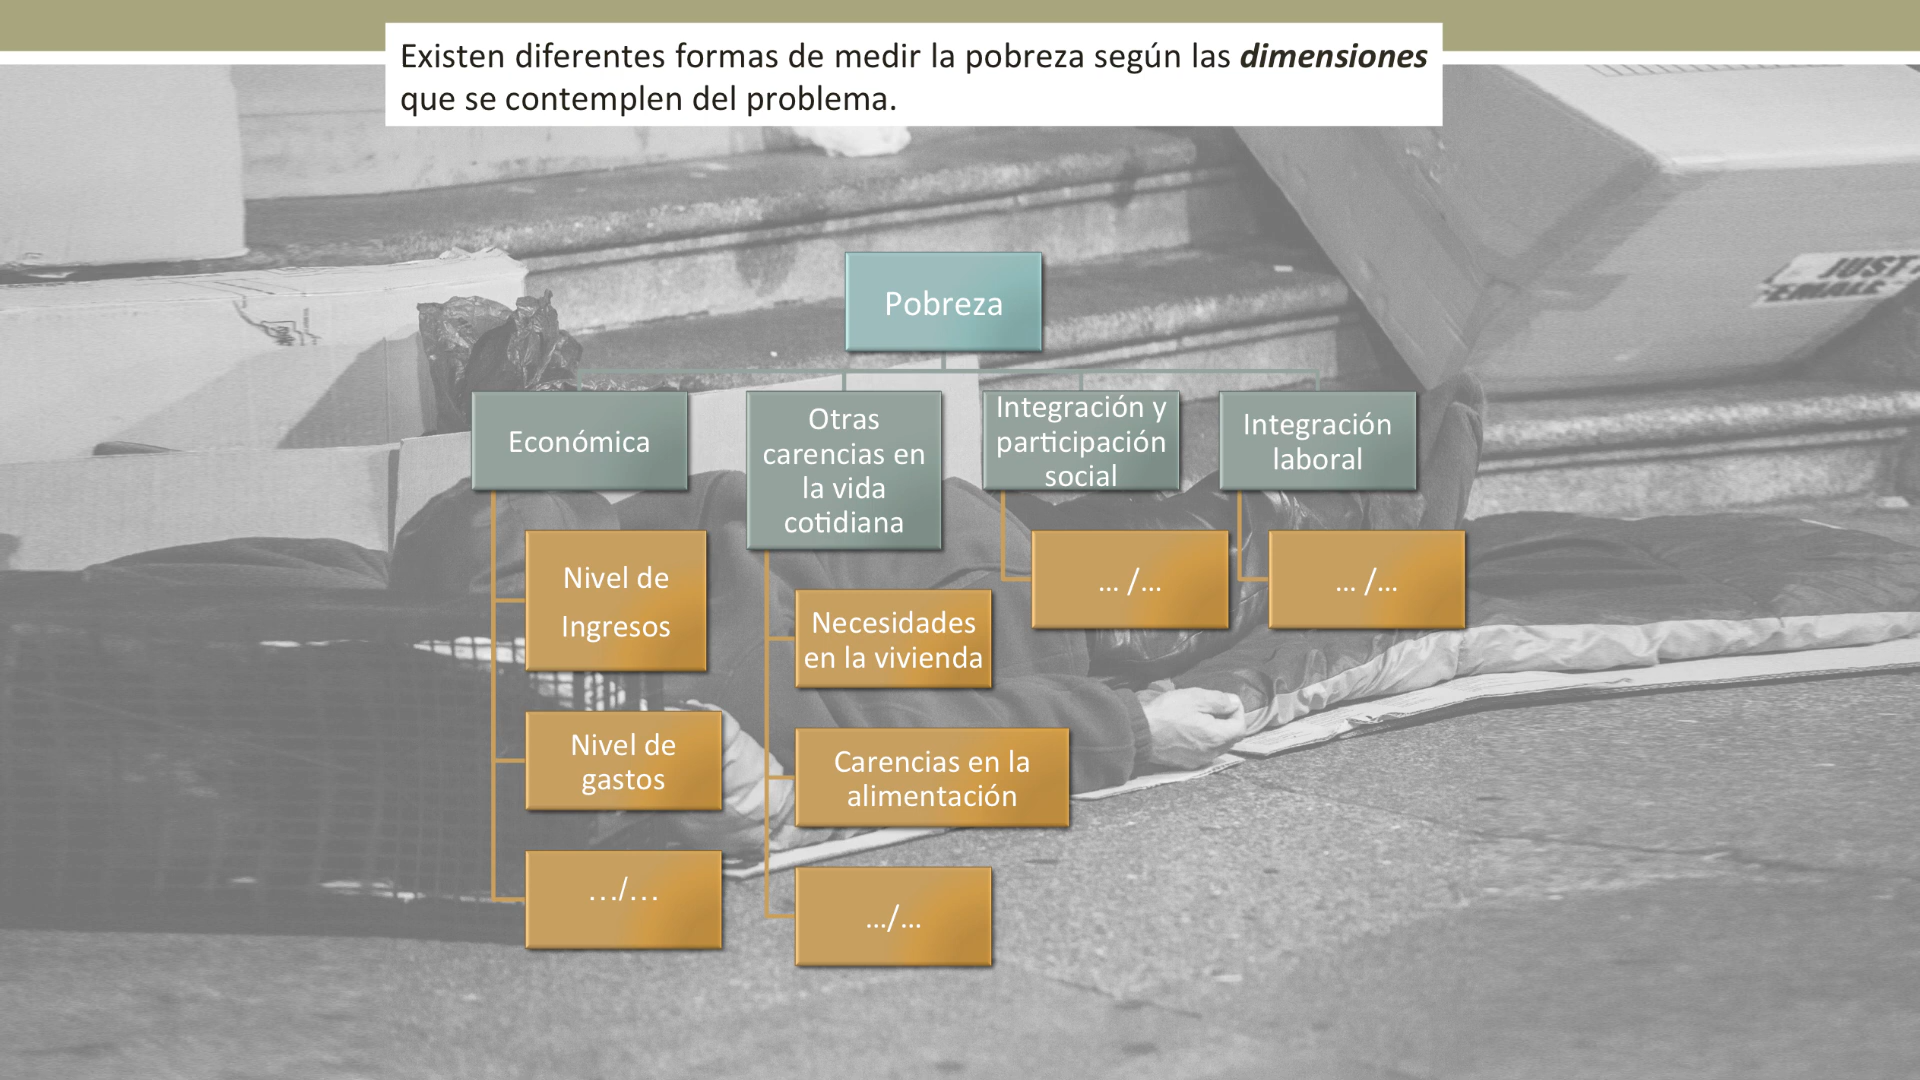 Existen diferentes formas de medir la pobreza según las dimensiones
que se contemplen del problema.
JUST
FEMALE
Pobreza
Económica
Otras
carencias en
la vida
cotidiana
Integración y
participación
social
Integración
laboral
Nivel de
Ingresos
Nivel de
gastos
…/…
Necesidades
en la vivienda
Carencias en la
alimentación
…/…
… /…
… /…